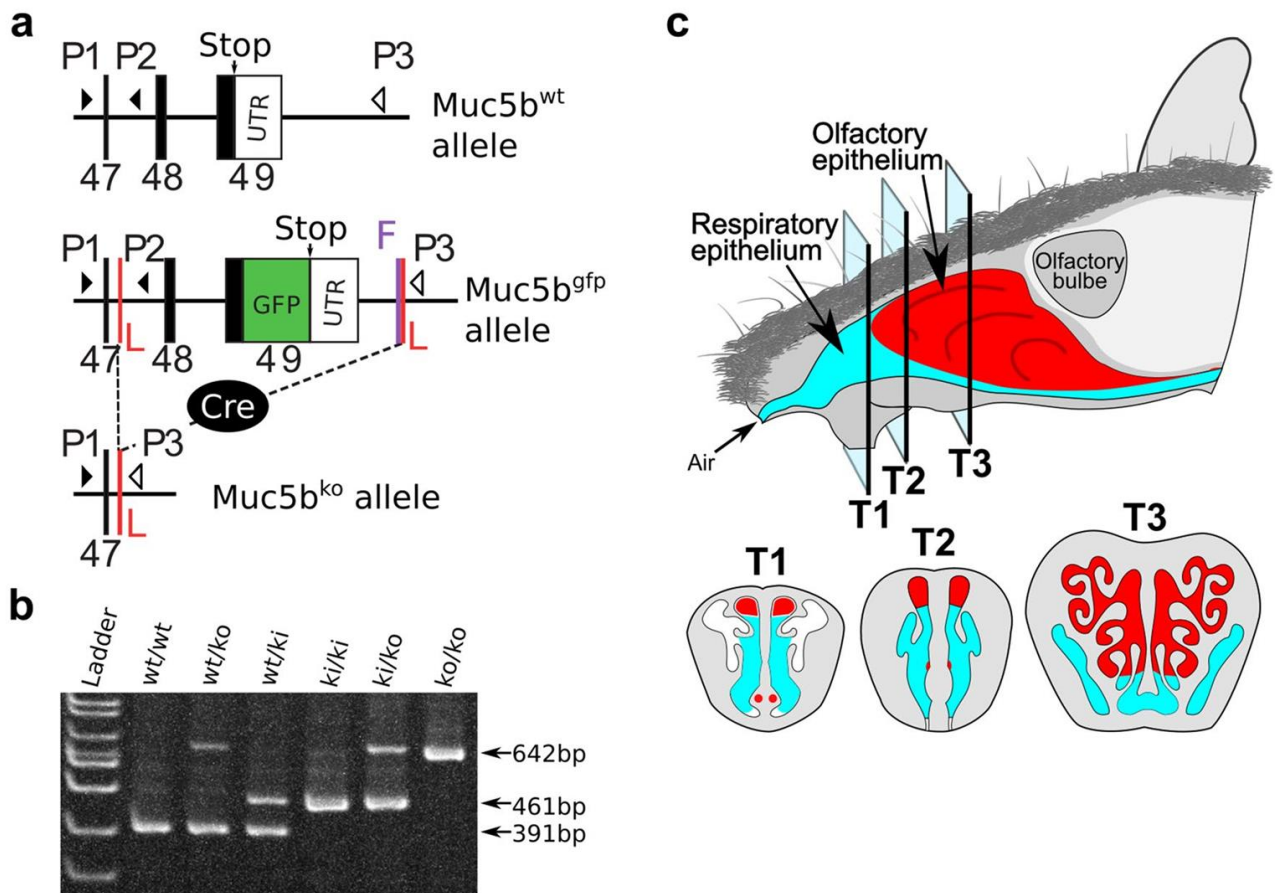 a
Stop
P1 P2 P3
UTR
Muc5b^wt
allele
47 48 49
Stop
P1 P2 F P3
GFP UTR
Muc5b^gfp
allele
47 L 48 49 L
Cre
P1 P3
Muc5b^ko allele
47 L
b
Ladder wt/wt wt/ko wt/ki ki/ki ki/ko ko/ko
642bp
461bp
391bp
c
Olfactory
epithelium
Respiratory
epithelium
Olfactory
bulbe
Air
T1 T2 T3
T1 T2 T3